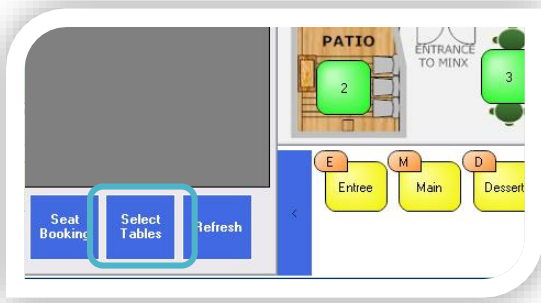 PATIO
ENTRANCE
TO MINX
2
3
E
M
D
Entree
Main
Dessert
Seat
Booking
Select
Tables
Refresh
<